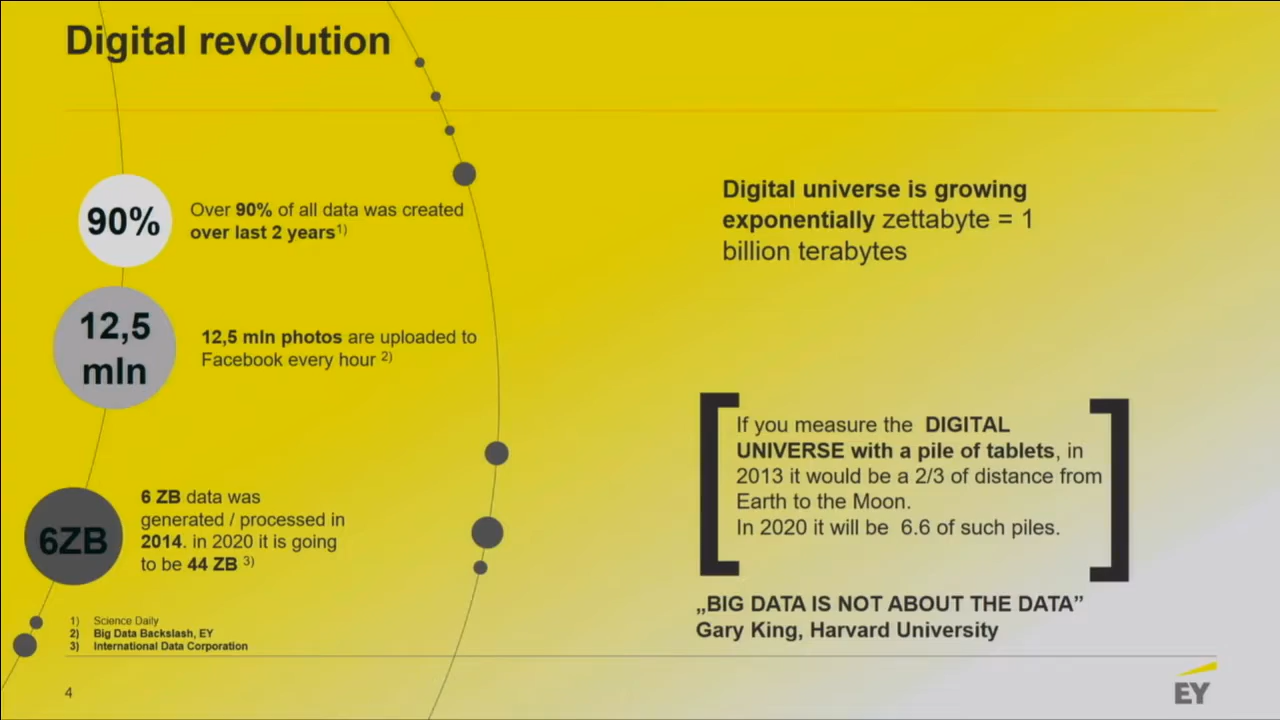 Digital revolution
90%
Over 90% of all data was created
over last 2 years1)
12,5
mln
12,5 mln photos are uploaded to
Facebook every hour 2)
6ZB
6 ZB data was
generated / processed in
2014. in 2020 it is going
to be 44 ZB 3)
1) Science Daily
2) Big Data Backslash, EY
3) International Data Corporation
4
Digital universe is growing
exponentially zettabyte = 1
billion terabytes
If you measure the DIGITAL
UNIVERSE with a pile of tablets, in
2013 it would be a 2/3 of distance from
Earth to the Moon.
In 2020 it will be 6.6 of such piles.
„BIG DATA IS NOT ABOUT THE DATA”
Gary King, Harvard University
EY